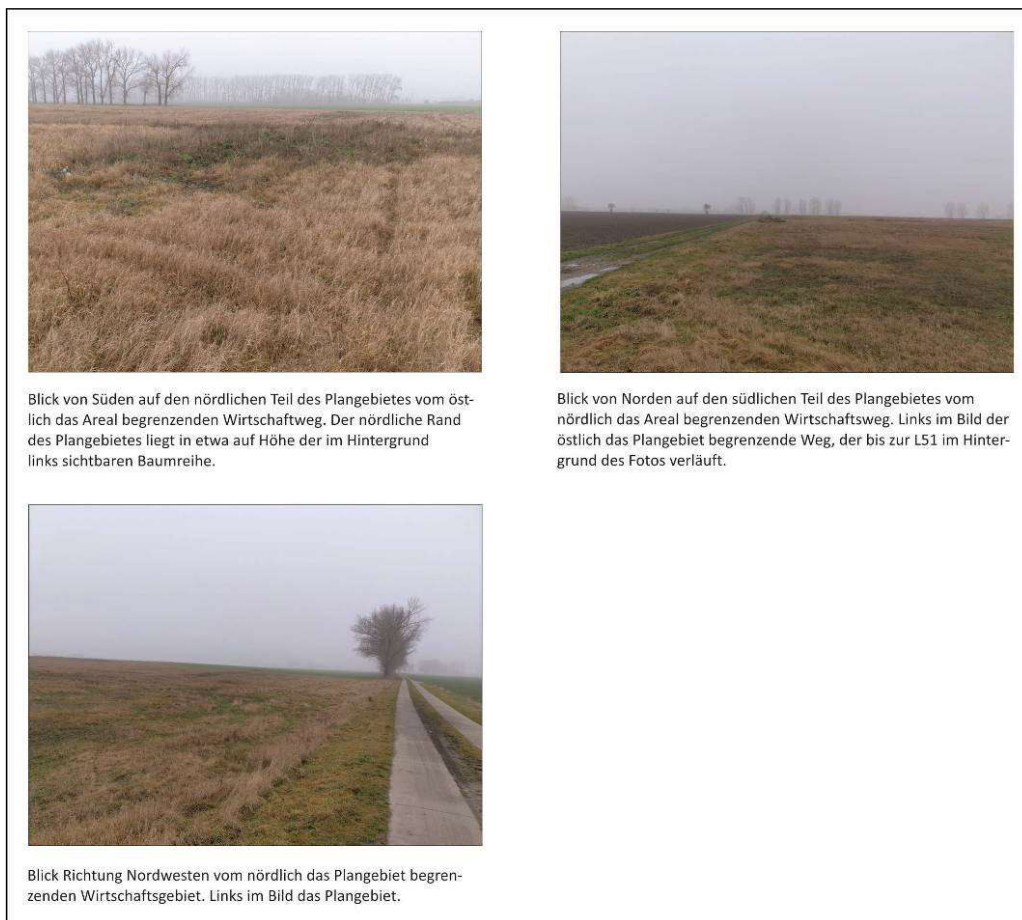 Blick von Süden auf den nördlichen Teil des Plangebietes vom öst-
lich das Areal begrenzenden Wirtschaftweg. Der nördliche Rand
des Plangebietes liegt in etwa auf Höhe der im Hintergrund
links sichtbaren Baumreihe.
Blick von Norden auf den südlichen Teil des Plangebietes vom
nördlich das Areal begrenzenden Wirtschaftsweg. Links im Bild der
östlich das Plangebiet begrenzende Weg, der bis zur L51 im Hinter-
grund des Fotos verläuft.
Blick Richtung Nordwesten vom nördlich das Plangebiet begren-
zenden Wirtschaftsgebiet. Links im Bild das Plangebiet.